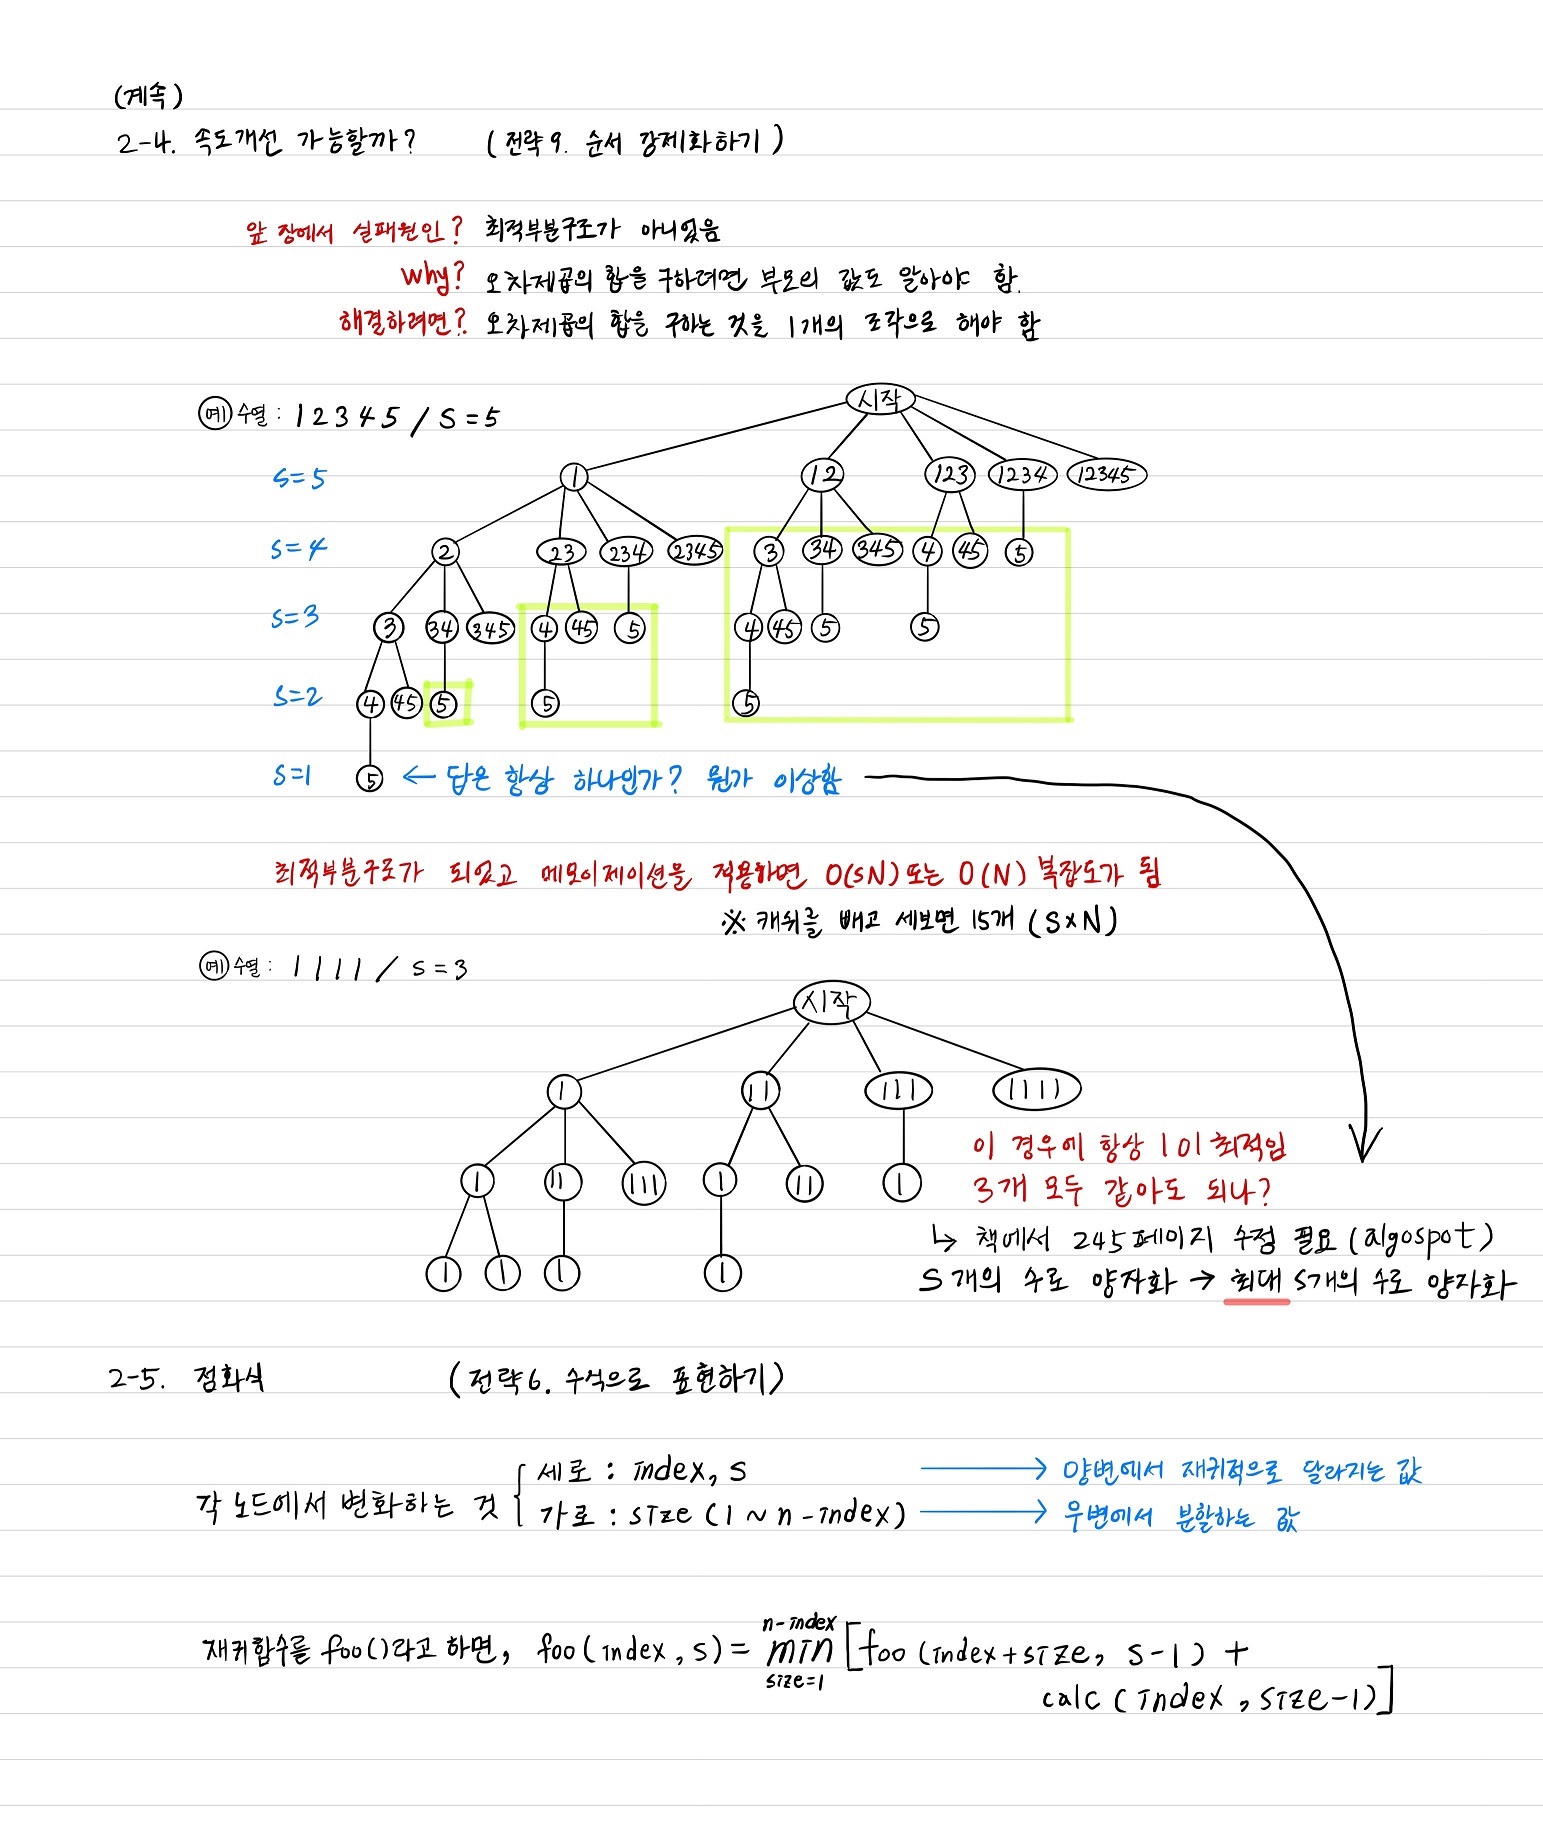 (계속)
2-4. 속도개선 가능할까? (전략 9. 순서 강제화하기)
앞 장에서 실패원인? 최적부분구조가 아니었음
Why? 오차제곱의 합을 구하려면 부모의 값도 알아야 함.
해결하려면? 오차제곱의 합을 구하는 것을 1개의 조각으로 해야 함
시작
예 수열: 1 2 3 4 5 / S=5
S=5 1 12 123 1234 12345
S=4 2 23 234 2345 3 34 345 4 45 5
S=3 3 34 345 4 45 5 4 45 5 5
S=2 4 45 5 5 5
S=1 5 ← 답은 항상 하나인가? 뭔가 이상함
최적부분구조가 되었고 메모이제이션을 적용하면 O(SN) 또는 O(N) 복잡도가 됨
※ 캐쉬를 빼고 세보면 15개 (S×N)
예 수열: 1 1 1 1 / S=3
시작
1 11 111 1111
이 경우에 항상 1이 최적임
1 11 111 1 11 1
3개 모두 같아도 되나?
↳ 책에서 245페이지 수정 필요 (algospot)
1 1 1 1
S개의 수로 양자화 → 최대 S개의 수로 양자화
2-5. 점화식 (전략 6. 수식으로 표현하기)
세로 : index, S → 양변에서 재귀적으로 달라지는 값
각 노드에서 변화하는 것
가로 : size (1 ~ n-index) → 우변에서 분할하는 값
재귀함수를 foo()라고 하면, foo(index, S) = min size=1 n-index [foo (index+size, S-1) +
calc (index, size-1)]